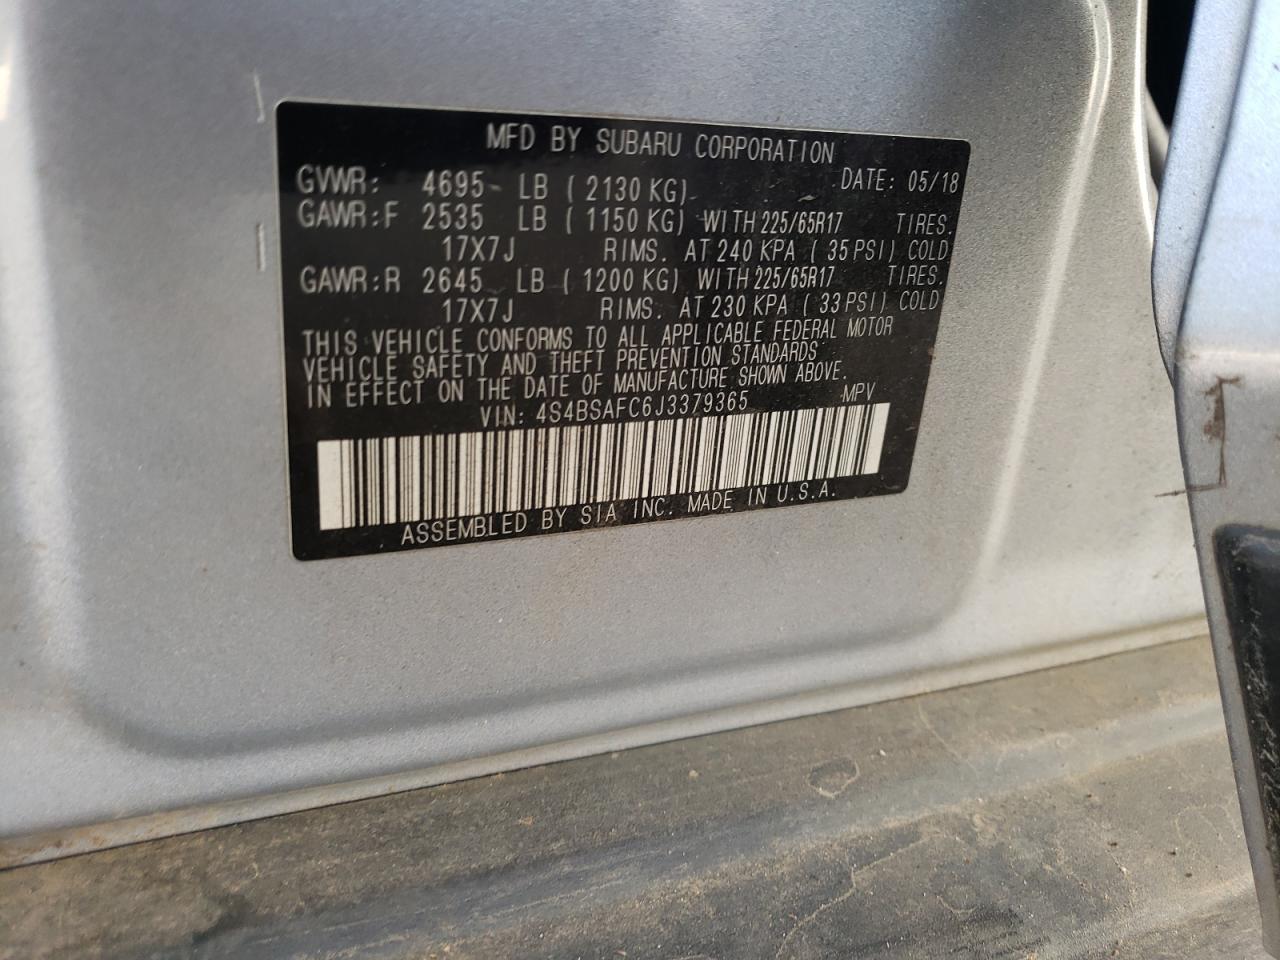 MFD BY SUBARU CORPORATION
GVWR: 4695 LB ( 2130 KG) DATE: 05/18
GAWR:F 2535 LB ( 1150 KG) WITH 225/65R17 TIRES.
17X7J RIMS. AT 240 KPA ( 35 PSI) COLD
GAWR:R 2645 LB ( 1200 KG) WITH 225/65R17 TIRES.
17X7J RIMS. AT 230 KPA ( 33 PSI) COLD
THIS VEHICLE CONFORMS TO ALL APPLICABLE FEDERAL MOTOR
VEHICLE SAFETY AND THEFT PREVENTION STANDARDS
IN EFFECT ON THE DATE OF MANUFACTURE SHOWN ABOVE.
VIN: 4S4BSAFC6J3379365 MPV
ASSEMBLED BY SIA INC. MADE IN U.S.A.